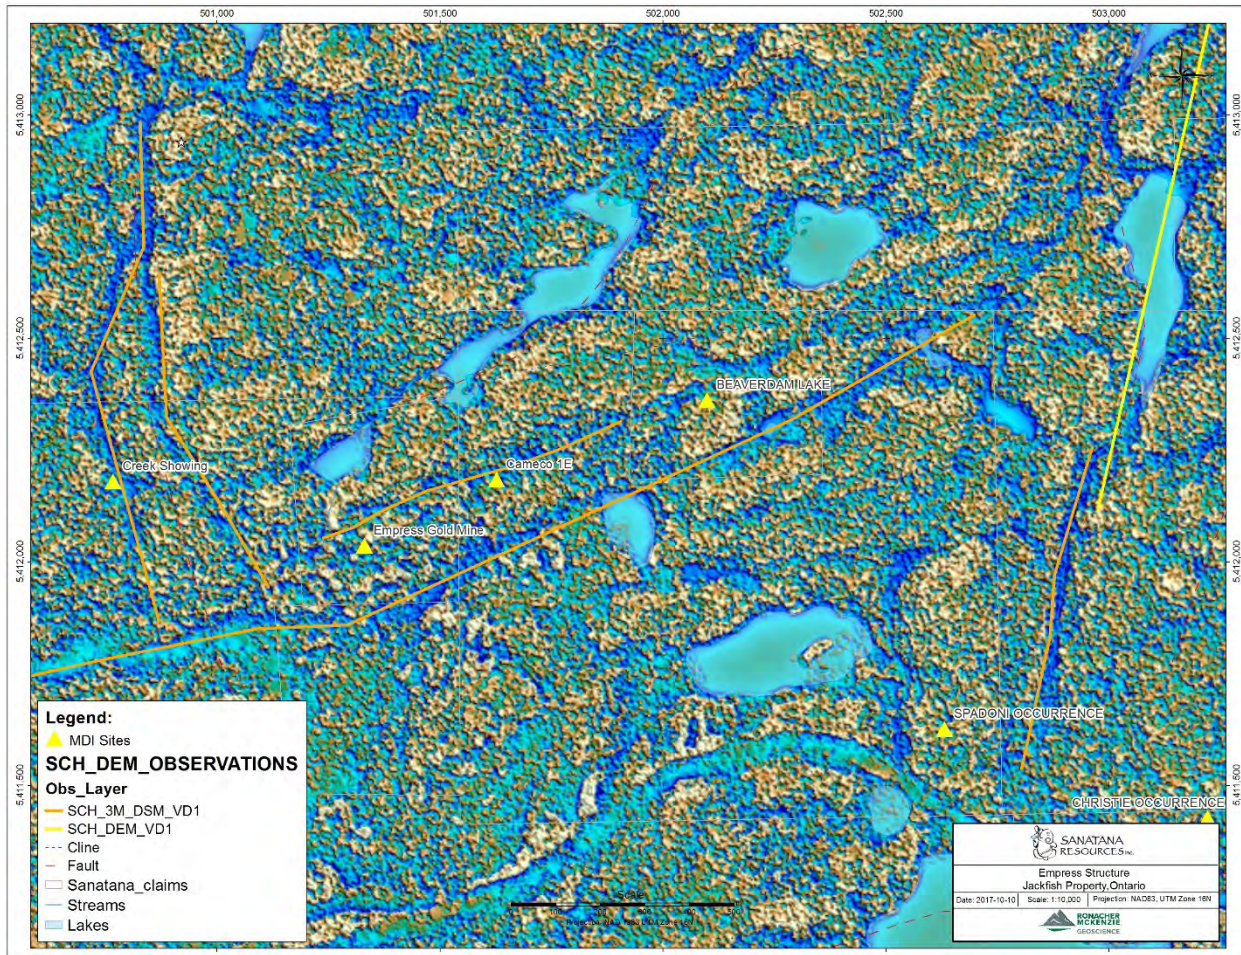 501,000 501,500 502,000 502,500 503,000
5,413,000 5,413,000
5,412,500 5,412,500
BEAVERDAM LAKE
Creek Showing
Cameco 1E
Empress Gold Mine
5,412,000 5,412,000
SPADONI OCCURRENCE
5,411,500 5,411,500
CHRISTIE OCCURRENCE
Legend:
MDI Sites
SCH_DEM_OBSERVATIONS
Obs_Layer
SCH_3M_DSM_VD1
SCH_DEM_VD1
Cline
Fault
Sanatana_claims
Streams
Lakes
Scale
SANATANA
RESOURCES INC.
Empress Structure
Jackfish Property,Ontario
Date: 2017-10-10 Scale: 1:10,000 Projection: NAD83, UTM Zone 16N
RONACHER
MCKENZIE
GEOSCIENCE